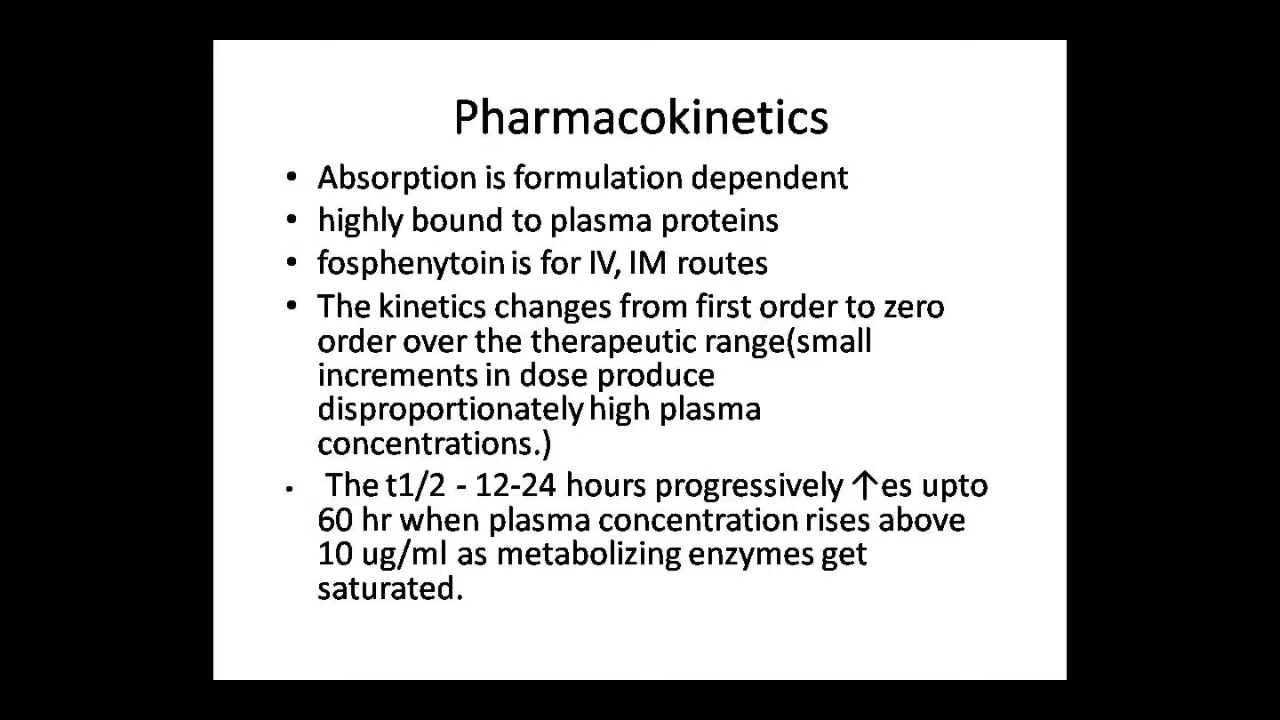 Pharmacokinetics
• Absorption is formulation dependent
• highly bound to plasma proteins
• fosphenytoin is for IV, IM routes
• The kinetics changes from first order to zero
order over the therapeutic range(small
increments in dose produce
disproportionately high plasma
concentrations.)
▪ The t1/2 - 12-24 hours progressively ↑es upto
60 hr when plasma concentration rises above
10 ug/ml as metabolizing enzymes get
saturated.